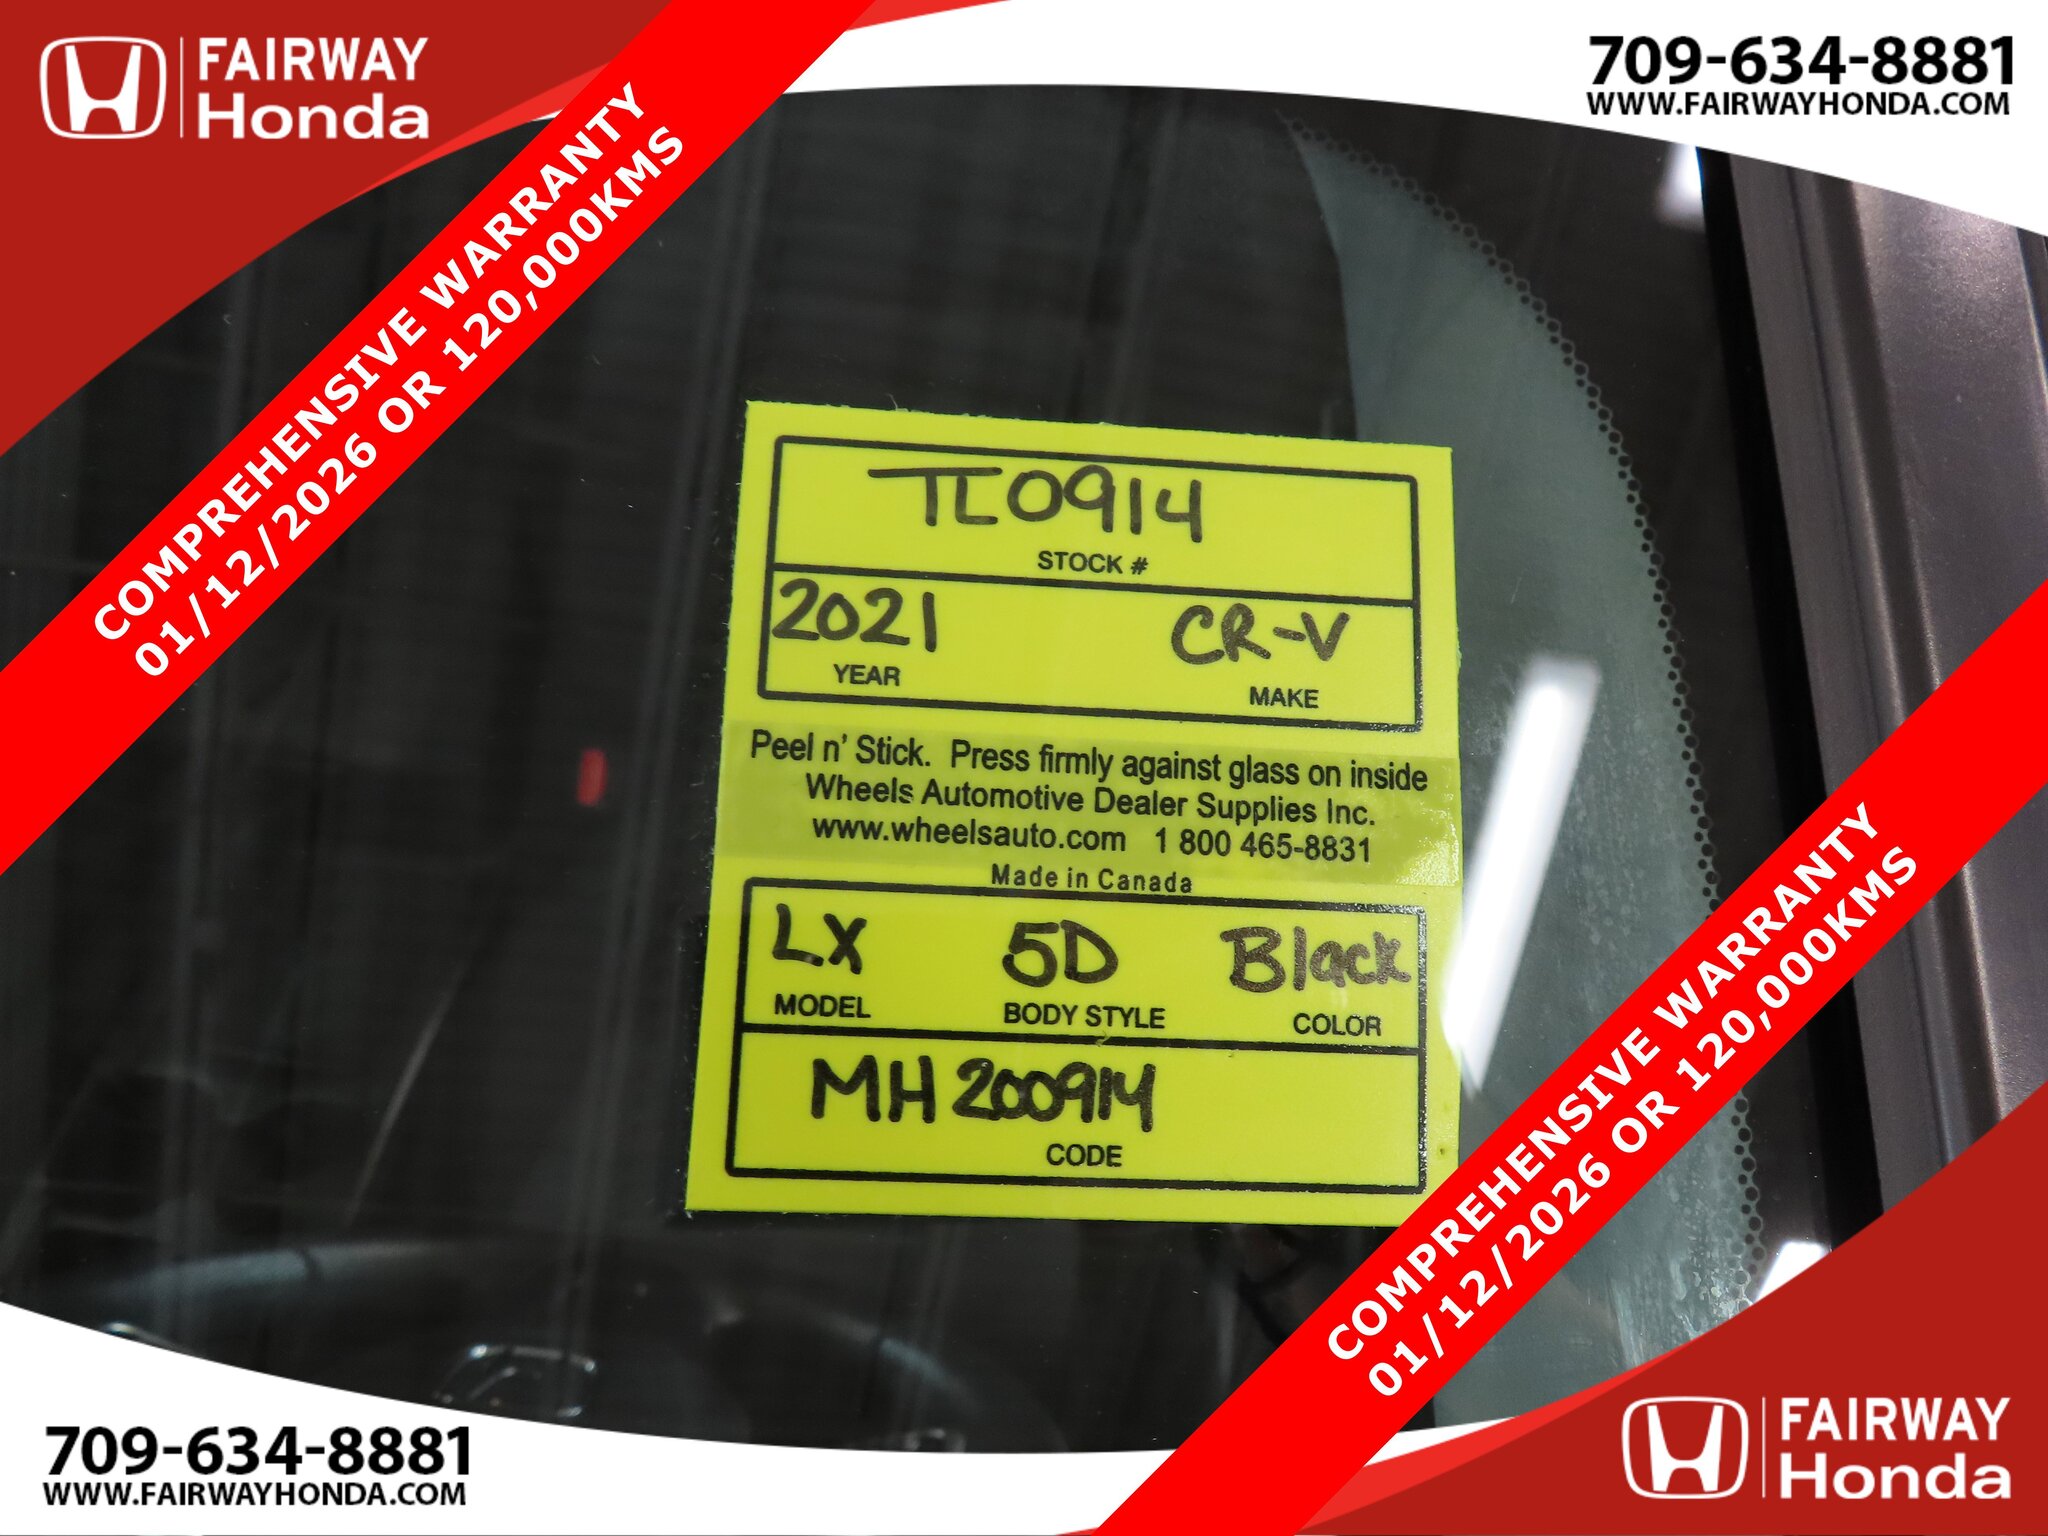 FAIRWAY
Honda
709-634-8881
WWW.FAIRWAYHONDA.COM
COMPREHENSIVE WARRANTY
01/12/2026 OR 120,000KMS
TL0914
STOCK #
2021 CR-V
YEAR MAKE
Peel n' Stick. Press firmly against glass on inside
Wheels Automotive Dealer Supplies Inc.
www.wheelsauto.com 1 800 465-8831
Made in Canada
LX 5D Black
MODEL BODY STYLE COLOR
MH200914
CODE
COMPREHENSIVE WARRANTY
01/12/2026 OR 120,000KMS
709-634-8881
WWW.FAIRWAYHONDA.COM
FAIRWAY
Honda